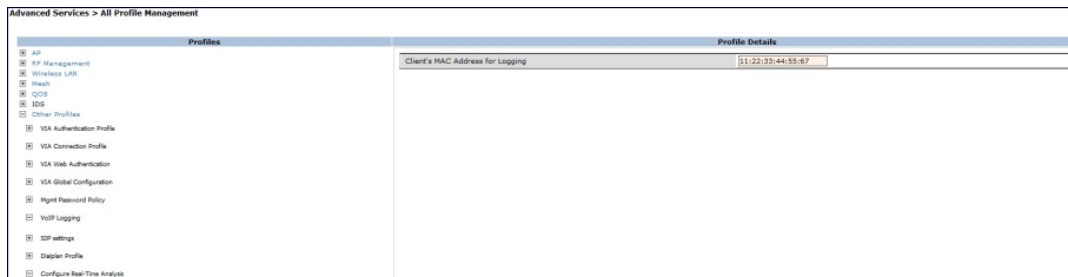 Advanced Services > All Profile Management
Profiles
AP
RF Management
Wireless LAN
Mesh
QOS
IDS
Other Profiles
VIA Authentication Profile
VIA Connection Profile
VIA Web Authentication
VIA Global Configuration
Mgmt Password Policy
VoIP Logging
SIP settings
Dialplan Profile
Configure Real-Time Analysis
Profile Details
Client's MAC Address for Logging 11:22:33:44:55:67